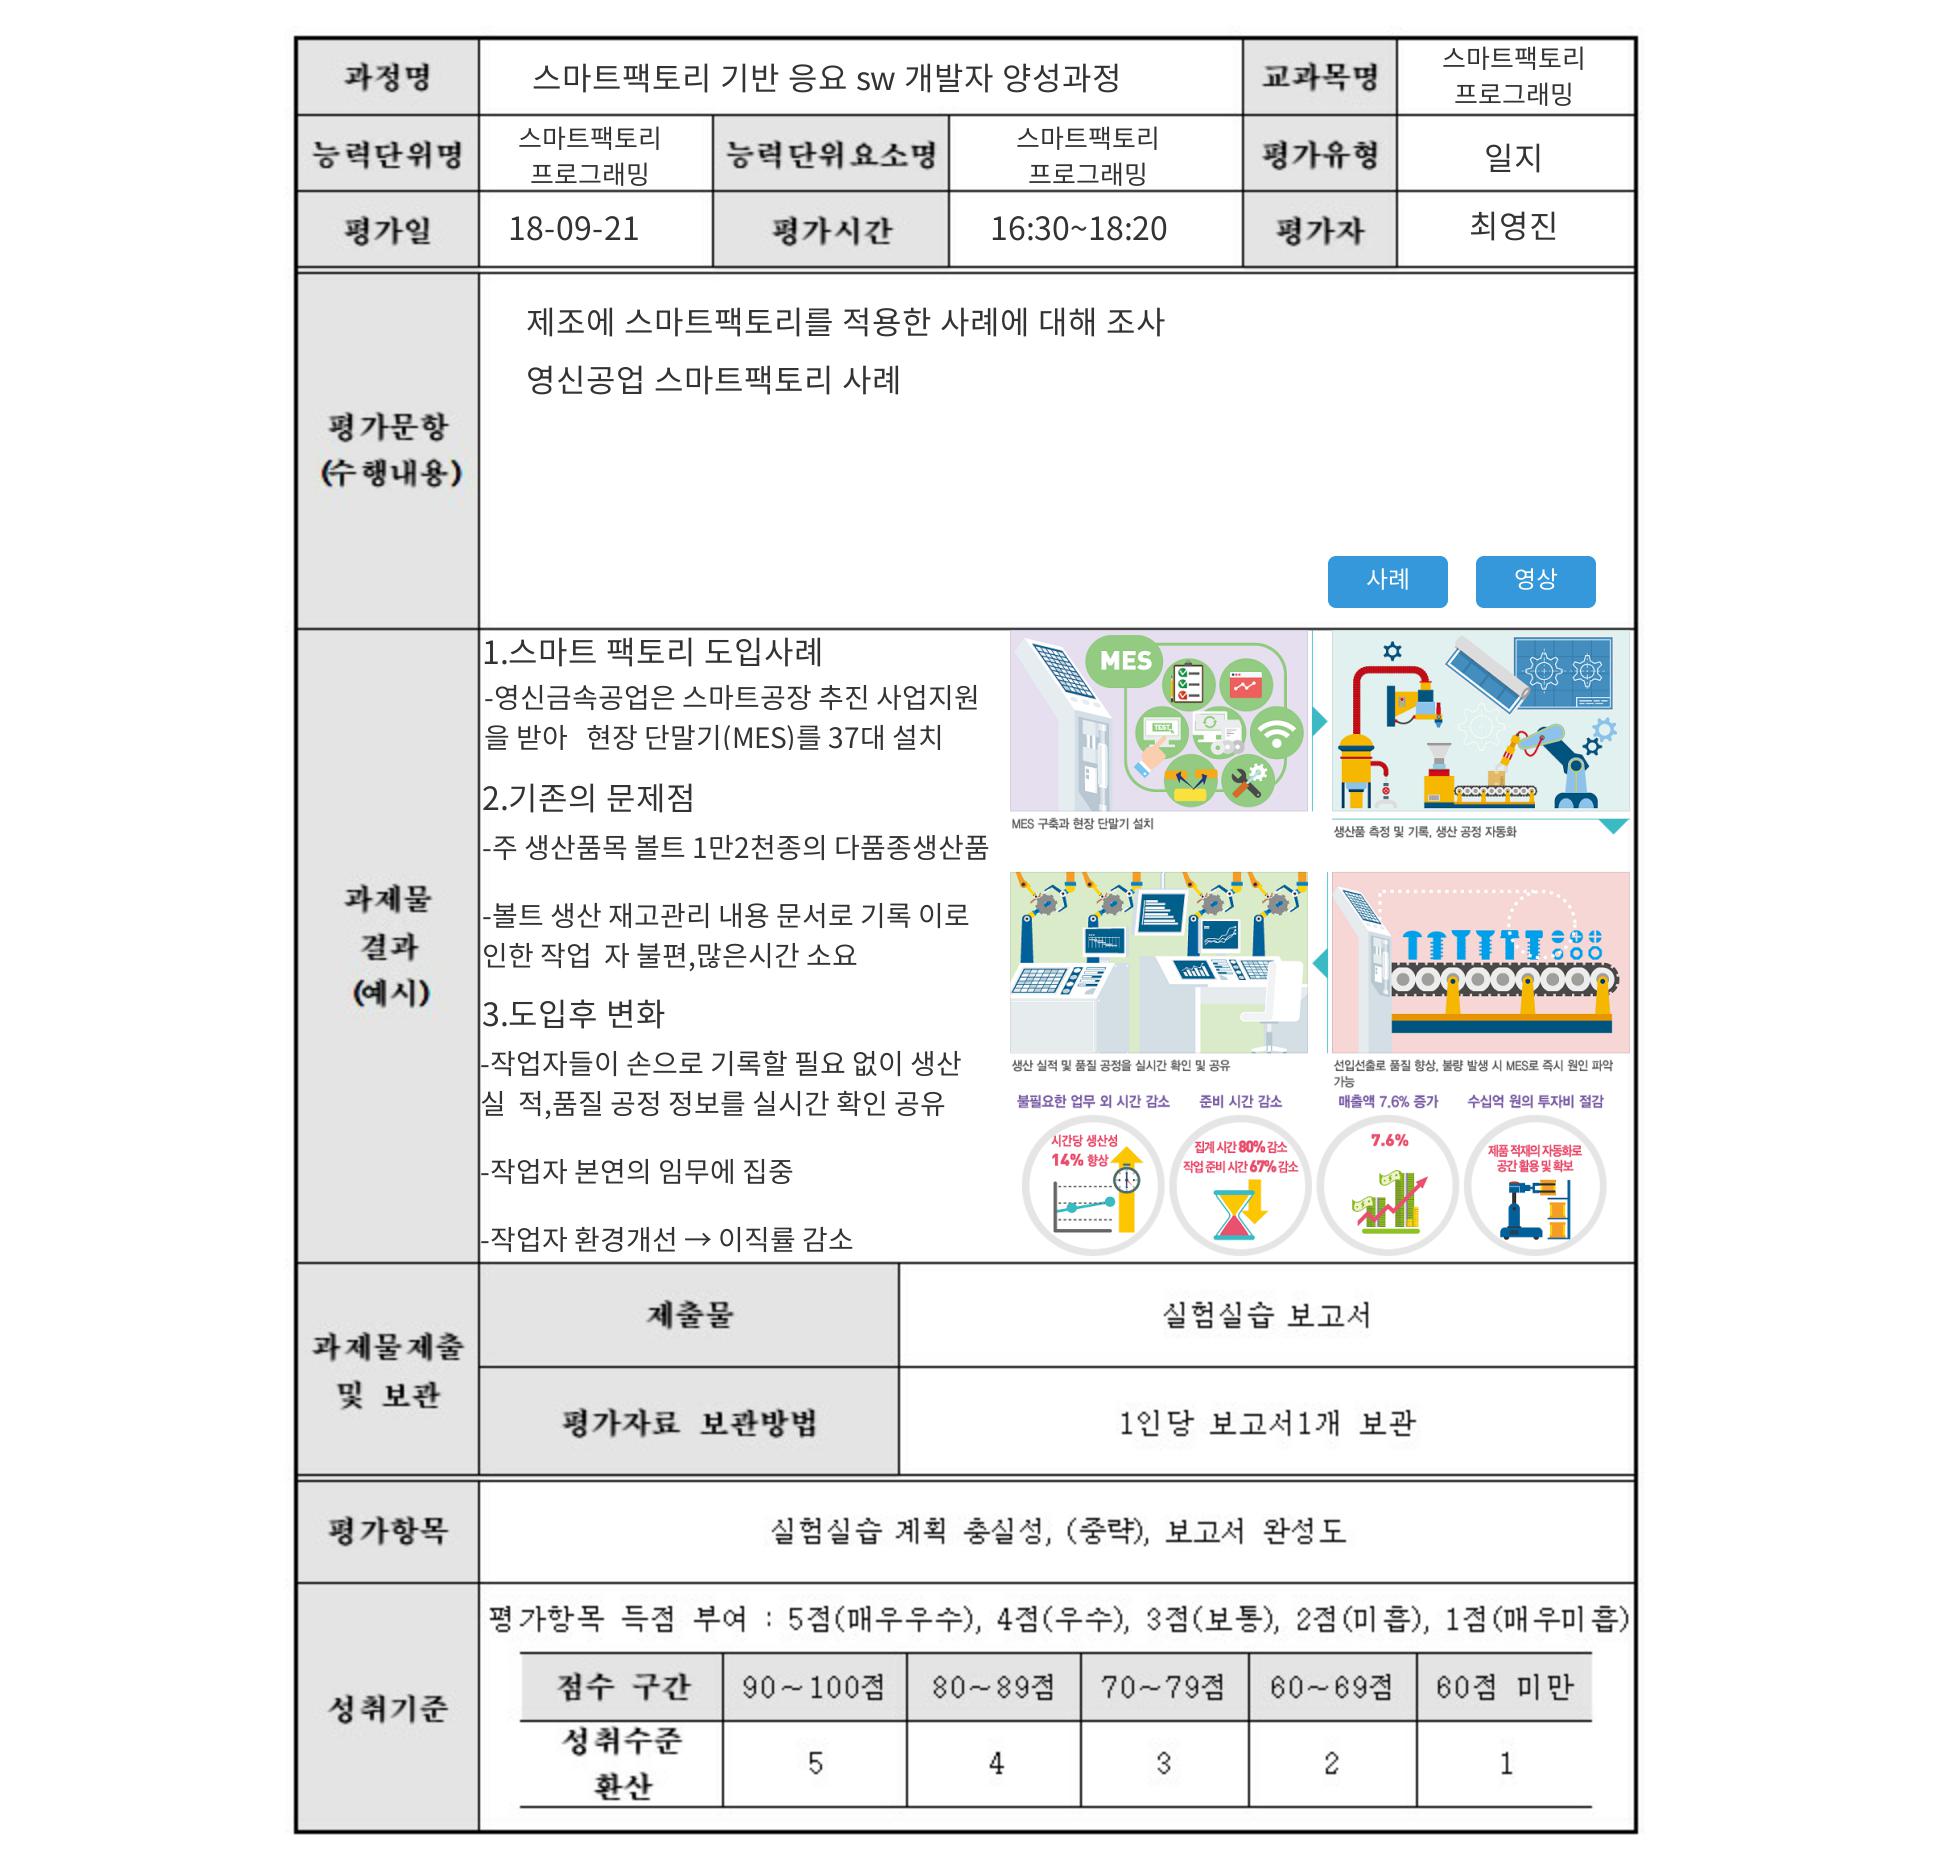 과정명 스마트팩토리 기반 응요 sw 개발자 양성과정 교과목명 스마트팩토리
프로그래밍
능력단위명 스마트팩토리
프로그래밍
능력단위요소명 스마트팩토리
프로그래밍
평가유형 일지
평가일 18-09-21 평가시간 16:30~18:20 평가자 최영진
평가문항
(수행내용)
제조에 스마트팩토리를 적용한 사례에 대해 조사
영신공업 스마트팩토리 사례
사례 영상
과제물
결과
(예시)
1.스마트 팩토리 도입사례
-영신금속공업은 스마트공장 추진 사업지원
을 받아 현장 단말기(MES)를 37대 설치
2.기존의 문제점
-주 생산품목 볼트 1만2천종의 다품종생산품
-볼트 생산 재고관리 내용 문서로 기록 이로
인한 작업 자 불편,많은시간 소요
3.도입후 변화
-작업자들이 손으로 기록할 필요 없이 생산
실 적,품질 공정 정보를 실시간 확인 공유
-작업자 본연의 임무에 집중
-작업자 환경개선 → 이직률 감소
MES
TEST
MES 구축과 현장 단말기 설치
생산품 측정 및 기록, 생산 공정 자동화
생산 실적 및 품질 공정을 실시간 확인 및 공유
선입선출로 품질 향상, 불량 발생 시 MES로 즉시 원인 파악
가능
불필요한 업무 외 시간 감소 준비 시간 감소 매출액 7.6% 증가 수십억 원의 투자비 절감
시간당 생산성
14% 향상
집계 시간 80% 감소
작업 준비 시간 67% 감소
7.6%
제품 적재의 자동화로
공간 활용 및 확보
과제물제출
및 보관
제출물 실험실습 보고서
평가자료 보관방법 1인당 보고서1개 보관
평가항목 실험실습 계획 충실성, (중략), 보고서 완성도
성취기준
평가항목 득점 부여 : 5점(매우우수), 4점(우수), 3점(보통), 2점(미흡), 1점(매우미흡)
점수 구간 90~100점 80~89점 70~79점 60~69점 60점 미만
성취수준
환산
5 4 3 2 1